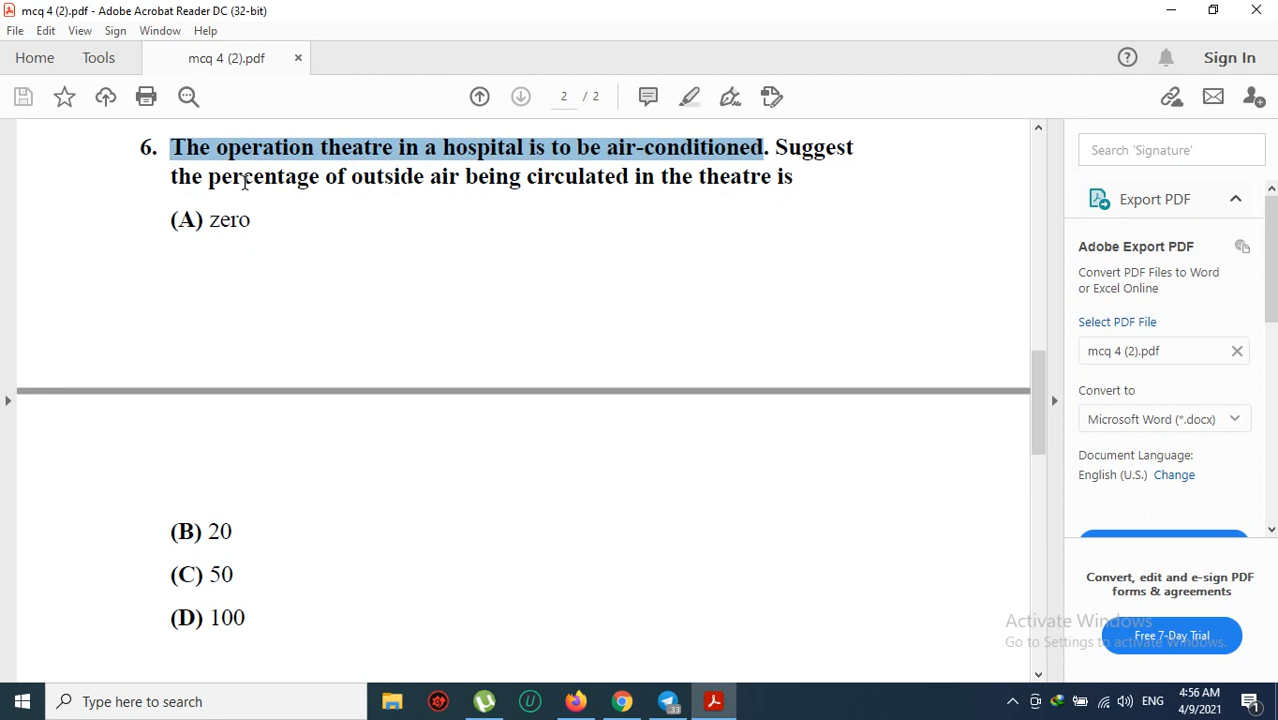 mcq 4 (2).pdf - Adobe Acrobat Reader DC (32-bit)
File Edit View Sign Window Help
Home Tools mcq 4 (2).pdf × Sign In
2 / 2
6. The operation theatre in a hospital is to be air-conditioned. Suggest
the percentage of outside air being circulated in the theatre is
(A) zero
(B) 20
(C) 50
(D) 100
Search 'Signature'
Export PDF
Adobe Export PDF
Convert PDF Files to Word
or Excel Online
Select PDF File
mcq 4 (2).pdf
Convert to
Microsoft Word (*.docx)
Document Language:
English (U.S.) Change
Convert, edit and e-sign PDF
forms & agreements
Free 7-Day Trial
Activate Windows
Go to Settings to activate Windows.
Type here to search
33
ENG
4:56 AM
4/9/2021
1